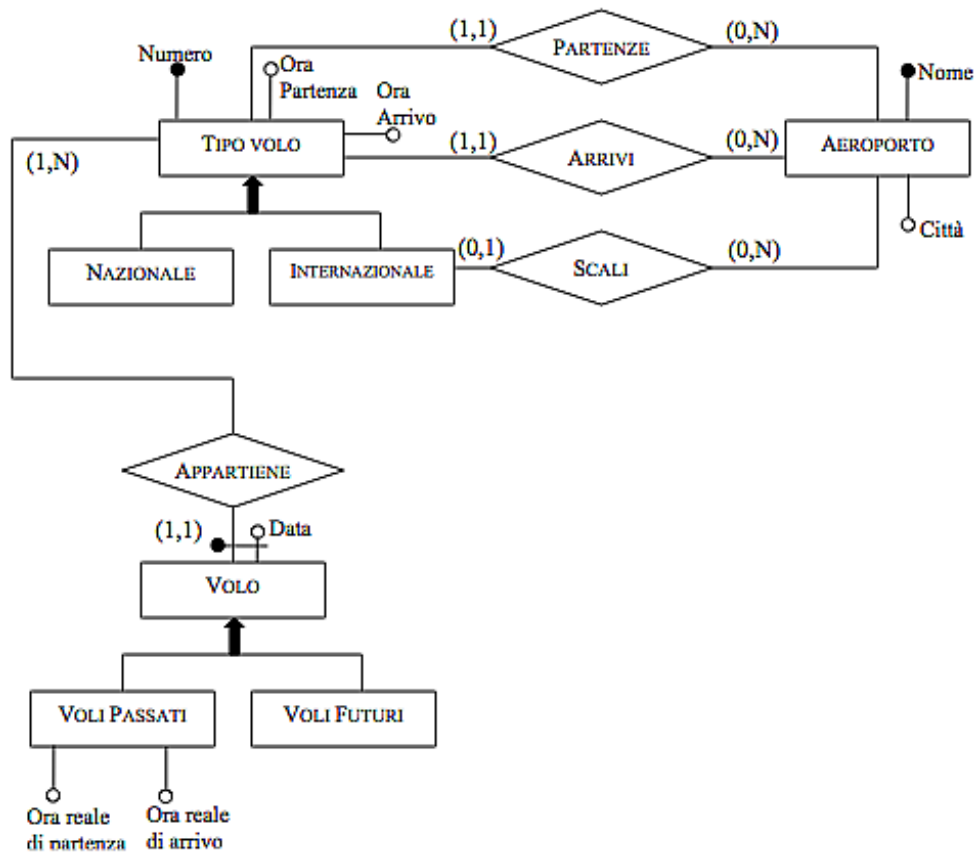 (1,1)
PARTENZE
(0,N)
Numero
Ora
Partenza
Ora
Arrivo
Nome
(1,N)
TIPO VOLO
(1,1)
ARRIVI
(0,N)
AEROPORTO
Città
NAZIONALE
INTERNAZIONALE
(0,1)
SCALI
(0,N)
APPARTIENE
(1,1)
Data
VOLO
VOLI PASSATI
VOLI FUTURI
Ora reale
di partenza
Ora reale
di arrivo